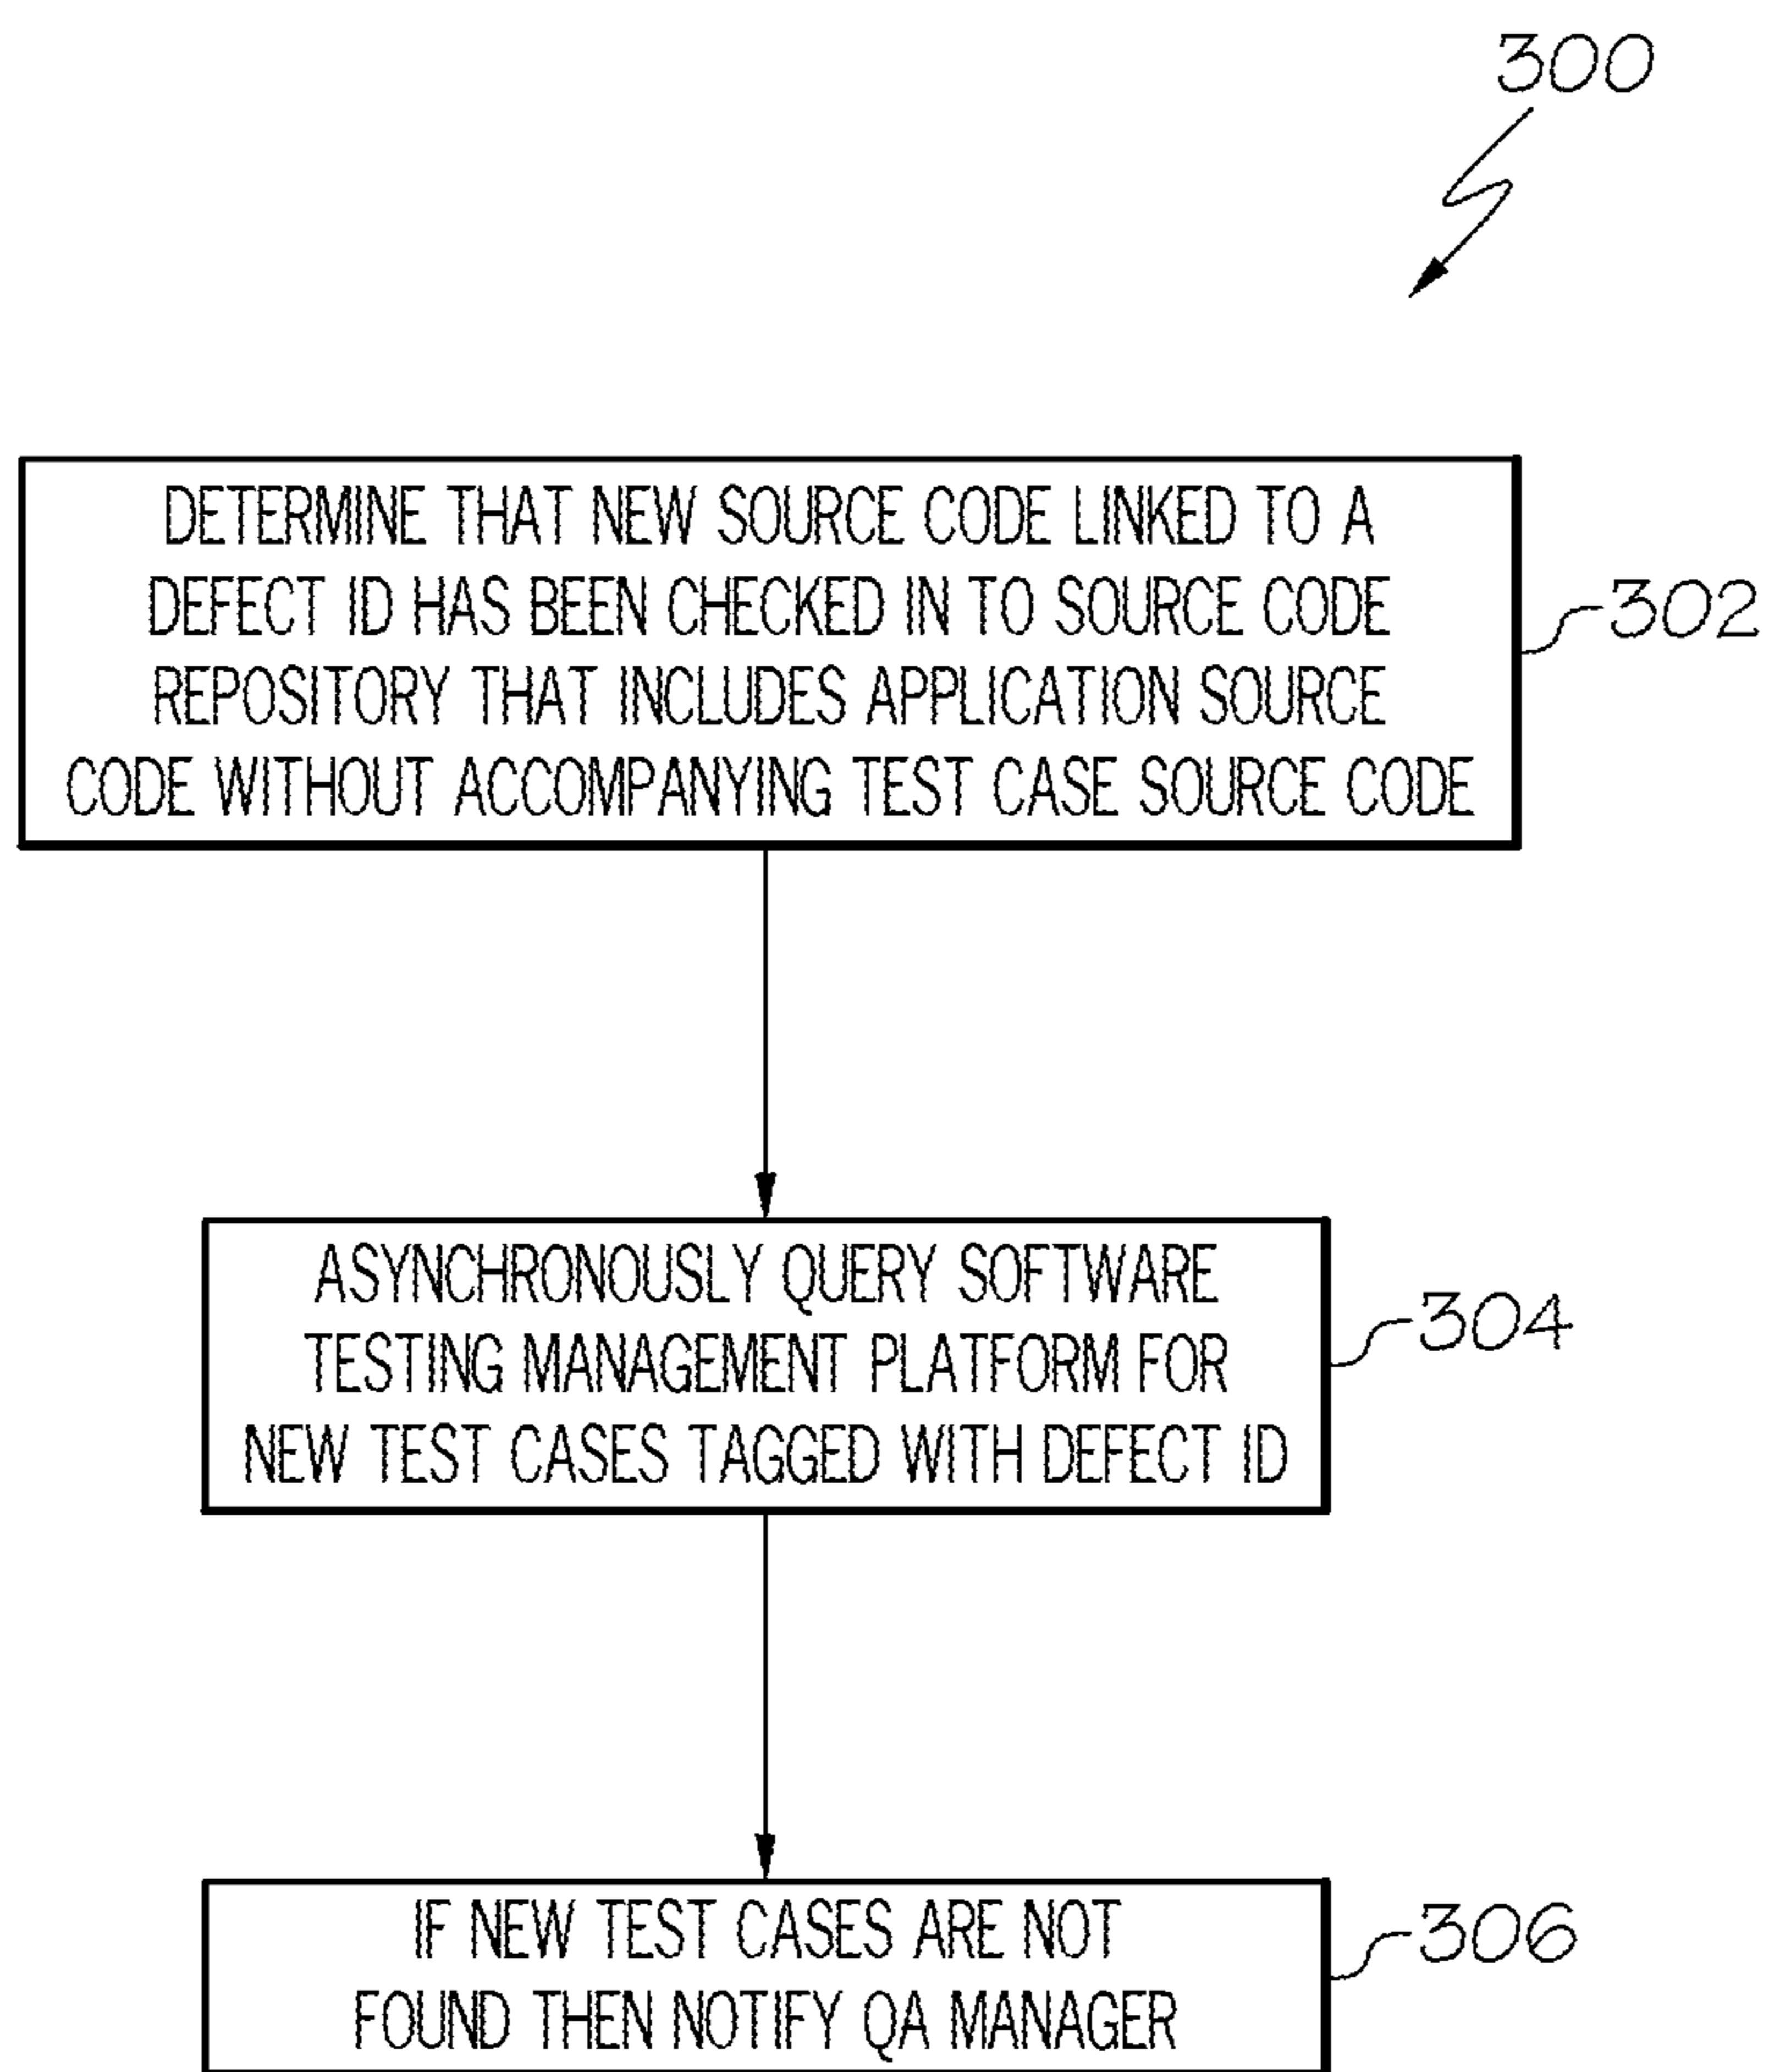 300
DETERMINE THAT NEW SOURCE CODE LINKED TO A
DEFECT ID HAS BEEN CHECKED IN TO SOURCE CODE
REPOSITORY THAT INCLUDES APPLICATION SOURCE
CODE WITHOUT ACCOMPANYING TEST CASE SOURCE CODE
302
ASYNCHRONOUSLY QUERY SOFTWARE
TESTING MANAGEMENT PLATFORM FOR
NEW TEST CASES TAGGED WITH DEFECT ID
304
IF NEW TEST CASES ARE NOT
FOUND THEN NOTIFY QA MANAGER
306